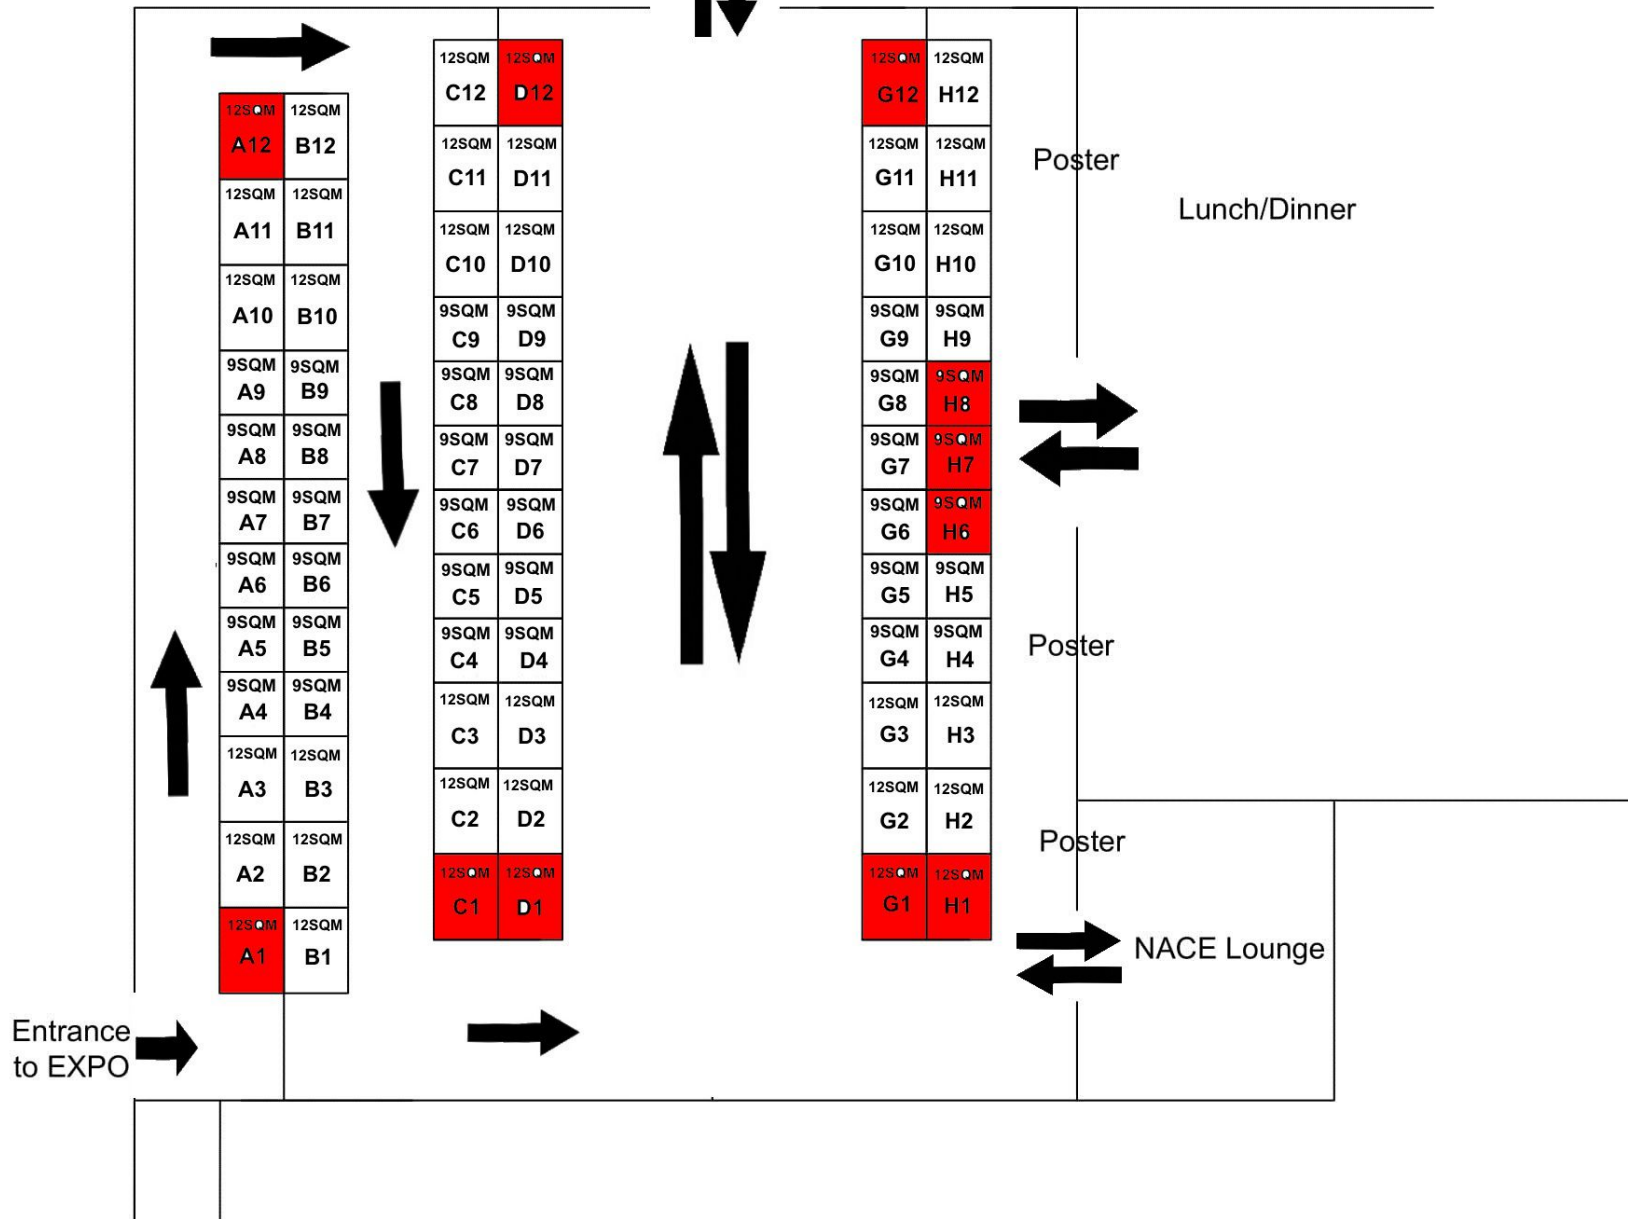 12SQM 12SQM
C12 D12
12SQM 12SQM
G12 H12
12SQM 12SQM
A12 B12
12SQM 12SQM
C11 D11
12SQM 12SQM
G11 H11
Poster
12SQM 12SQM
A11 B11
Lunch/Dinner
12SQM 12SQM
C10 D10
12SQM 12SQM
G10 H10
12SQM 12SQM
A10 B10
9SQM 9SQM
C9 D9
9SQM 9SQM
G9 H9
9SQM 9SQM
A9 B9
9SQM 9SQM
C8 D8
9SQM 9SQM
G8 H8
9SQM 9SQM
A8 B8
9SQM 9SQM
C7 D7
9SQM 9SQM
G7 H7
9SQM 9SQM
A7 B7
9SQM 9SQM
C6 D6
9SQM 9SQM
G6 H6
9SQM 9SQM
A6 B6
9SQM 9SQM
C5 D5
9SQM 9SQM
G5 H5
9SQM 9SQM
A5 B5
9SQM 9SQM
C4 D4
9SQM 9SQM
G4 H4
Poster
9SQM 9SQM
A4 B4
12SQM 12SQM
C3 D3
12SQM 12SQM
G3 H3
12SQM 12SQM
A3 B3
12SQM 12SQM
C2 D2
12SQM 12SQM
G2 H2
Poster
12SQM 12SQM
A2 B2
12SQM 12SQM
C1 D1
12SQM 12SQM
G1 H1
12SQM 12SQM
A1 B1
NACE Lounge
Entrance
to EXPO